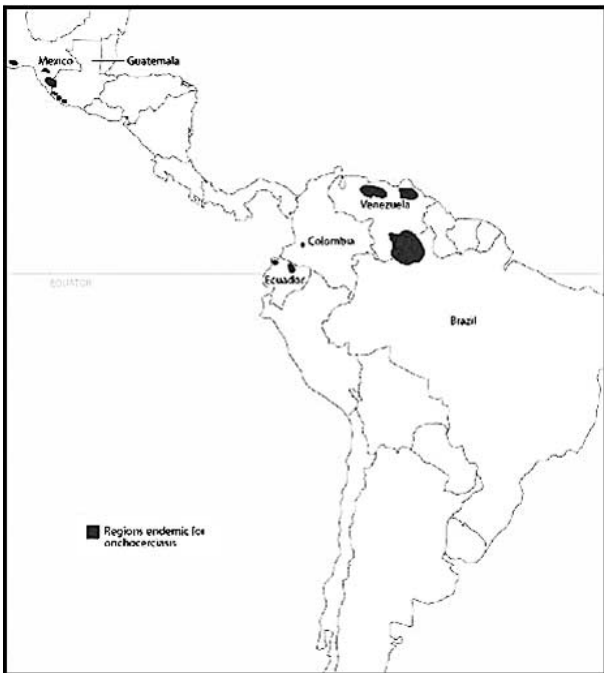 Mexico
Guatemala
Venezuela
Colombia
Ecuador
EQUATOR
Brazil
Regions endemic for
onchocerciasis